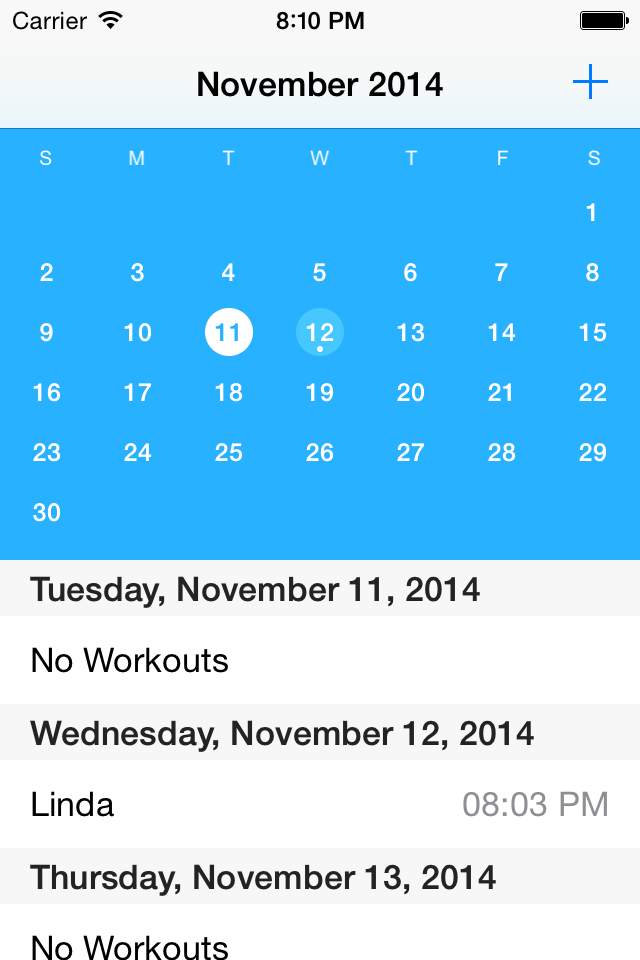 Carrier 8:10 PM
November 2014
S M T W T F S
1
2 3 4 5 6 7 8
9 10 11 12 13 14 15
16 17 18 19 20 21 22
23 24 25 26 27 28 29
30
Tuesday, November 11, 2014
No Workouts
Wednesday, November 12, 2014
Linda 08:03 PM
Thursday, November 13, 2014
No Workouts